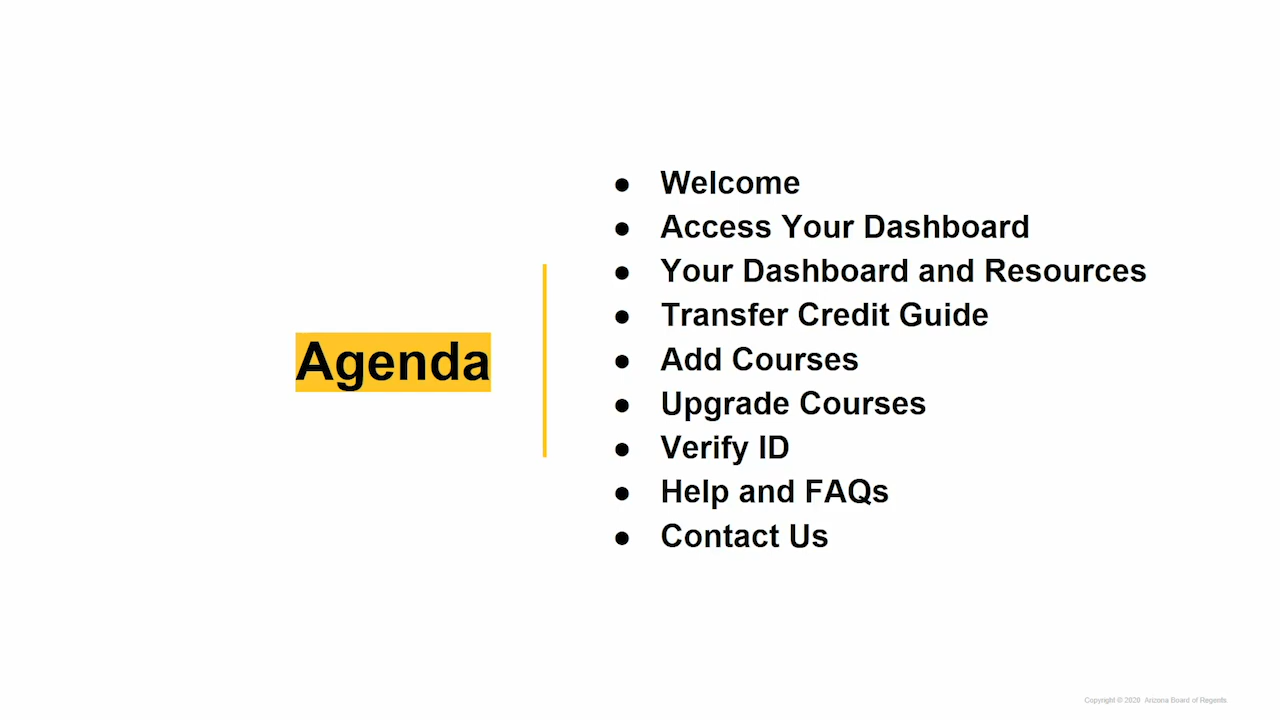 Agenda
● Welcome
● Access Your Dashboard
● Your Dashboard and Resources
● Transfer Credit Guide
● Add Courses
● Upgrade Courses
● Verify ID
● Help and FAQs
● Contact Us
Copyright © 2020 Arizona Board of Regents